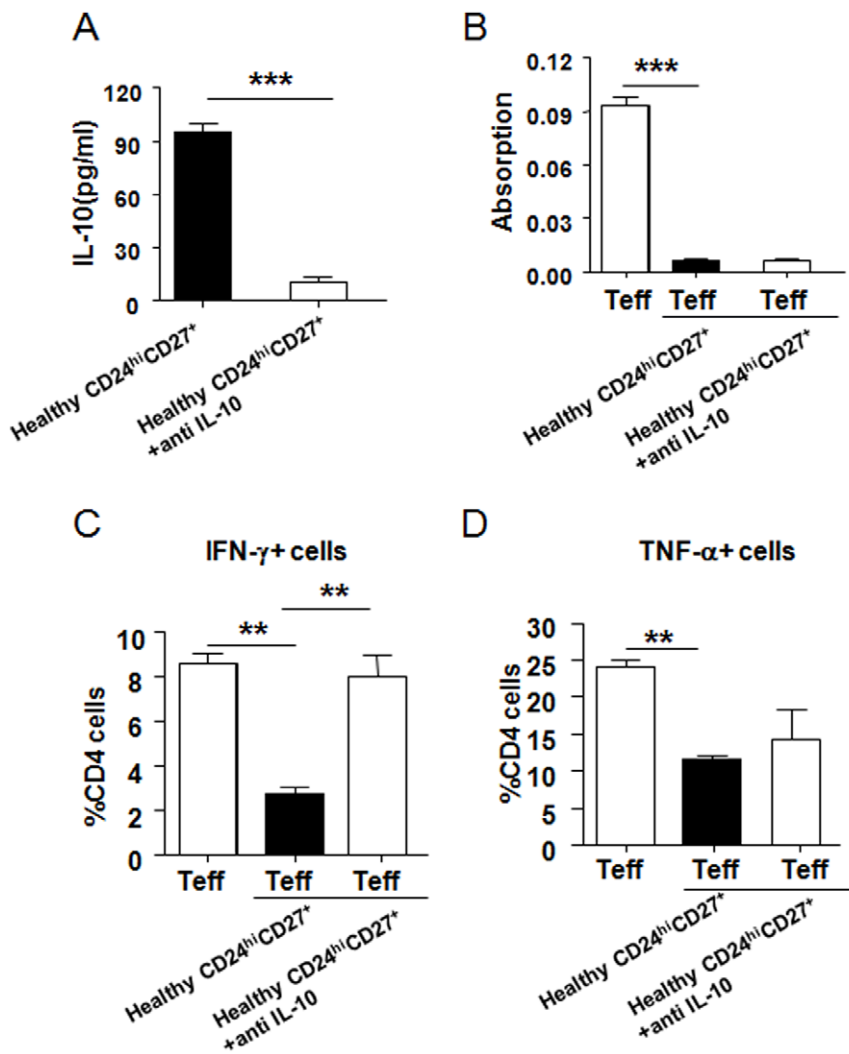 A
***
IL-10(pg/ml)
120
90
60
30
0
Healthy CD24hiCD27+
Healthy CD24hiCD27+
+anti IL-10
B
***
Absorption
0.12
0.09
0.06
0.03
0.00
Teff Teff Teff
Healthy CD24hiCD27+
Healthy CD24hiCD27+
+anti IL-10
C
IFN-γ+ cells
**
**
%CD4 cells
10
8
6
4
2
0
Teff Teff Teff
Healthy CD24hiCD27+
Healthy CD24hiCD27+
+anti IL-10
D
TNF-α+ cells
**
%CD4 cells
30
25
20
15
10
5
0
Teff Teff Teff
Healthy CD24hiCD27+
Healthy CD24hiCD27+
+anti IL-10